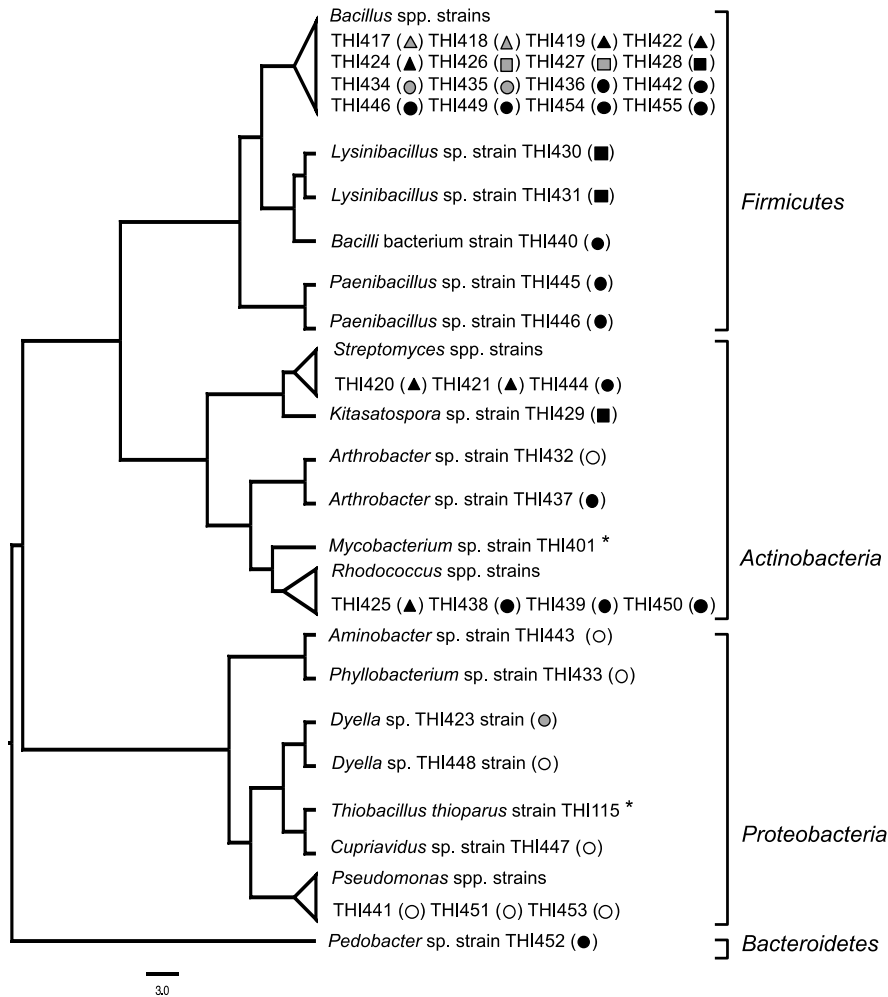 Bacillus spp. strains
THI417 (▲) THI418 (▲) THI419 (▲) THI422 (▲)
THI424 (▲) THI426 (■) THI427 (■) THI428 (■)
THI434 (●) THI435 (●) THI436 (●) THI442 (●)
THI446 (●) THI449 (●) THI454 (●) THI455 (●)
Lysinibacillus sp. strain THI430 (■)
Lysinibacillus sp. strain THI431 (■)
Firmicutes
Bacilli bacterium strain THI440 (●)
Paenibacillus sp. strain THI445 (●)
Paenibacillus sp. strain THI446 (●)
Streptomyces spp. strains
THI420 (▲) THI421 (▲) THI444 (●)
Kitasatospora sp. strain THI429 (■)
Arthrobacter sp. strain THI432 (○)
Arthrobacter sp. strain THI437 (●)
Mycobacterium sp. strain THI401 *
Actinobacteria
Rhodococcus spp. strains
THI425 (▲) THI438 (●) THI439 (●) THI450 (●)
Aminobacter sp. strain THI443 (○)
Phyllobacterium sp. strain THI433 (○)
Dyella sp. THI423 strain (●)
Dyella sp. THI448 strain (○)
Thiobacillus thioparus strain THI115 *
Proteobacteria
Cupriavidus sp. strain THI447 (○)
Pseudomonas spp. strains
THI441 (○) THI451 (○) THI453 (○)
Pedobacter sp. strain THI452 (●)
Bacteroidetes
3.0